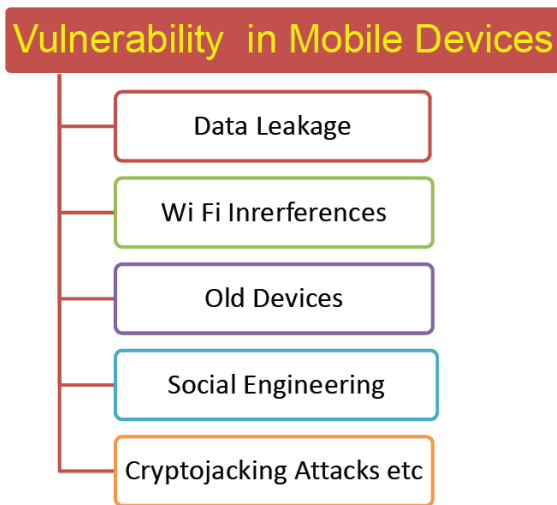 Vulnerability in Mobile Devices
Data Leakage
Wi Fi Inrerferences
Old Devices
Social Engineering
Cryptojacking Attacks etc